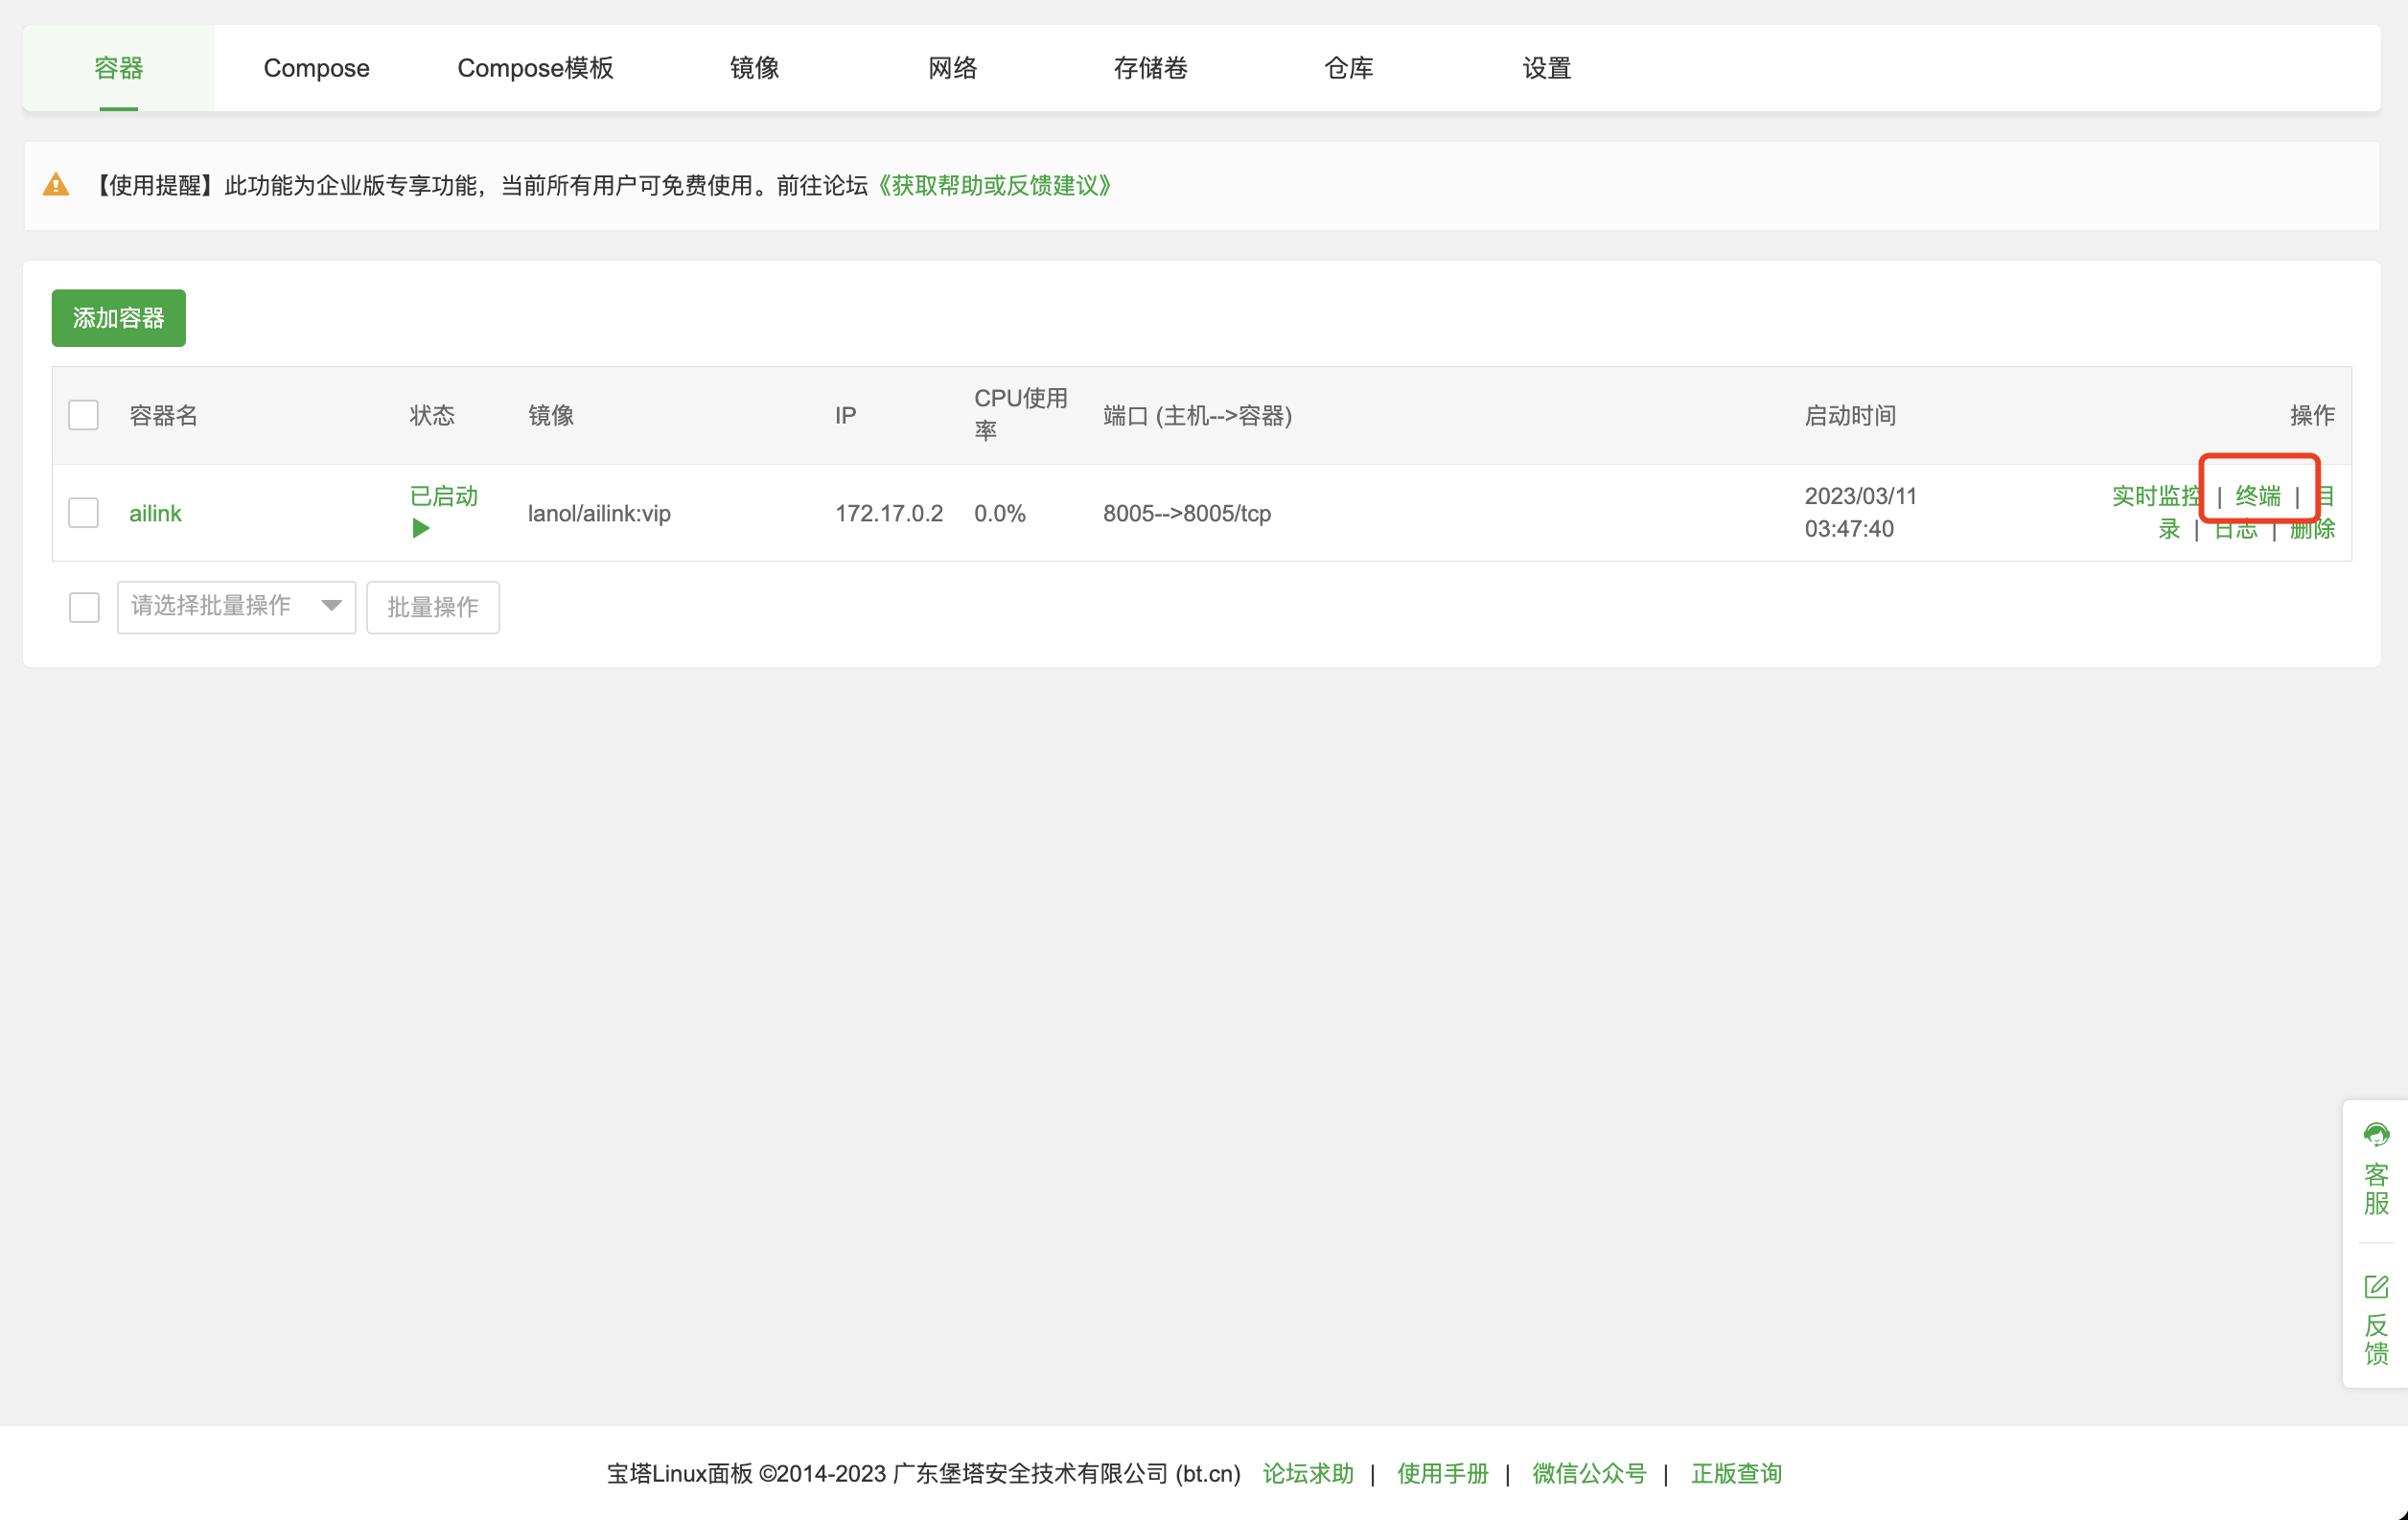 容器 Compose Compose模板 镜像 网络 存储卷 仓库 设置
【使用提醒】此功能为企业版专享功能，当前所有用户可免费使用。前往论坛《获取帮助或反馈建议》
添加容器
容器名 状态 镜像 IP CPU使用率 端口 (主机-->容器) 启动时间 操作
ailink 已启动 lanol/ailink:vip 172.17.0.2 0.0% 8005-->8005/tcp 2023/03/11 03:47:40 实时监控 | 终端 | 目录 | 日志 | 删除
请选择批量操作 批量操作
客服
反馈
宝塔Linux面板 ©2014-2023 广东堡塔安全技术有限公司 (bt.cn) 论坛求助 | 使用手册 | 微信公众号 | 正版查询